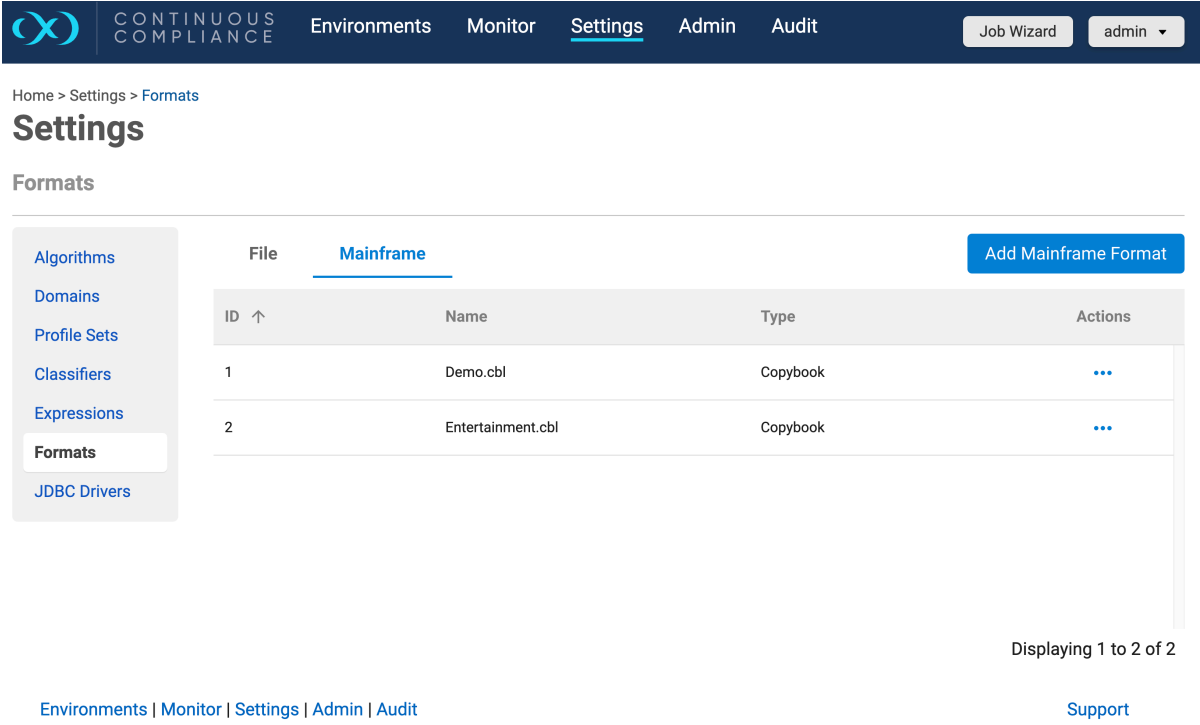 CONTINUOUS
COMPLIANCE
Environments Monitor Settings Admin Audit
Job Wizard
admin
Home > Settings > Formats
Settings
Formats
Algorithms
Domains
Profile Sets
Classifiers
Expressions
Formats
JDBC Drivers
File Mainframe
Add Mainframe Format
ID Name Type Actions
1 Demo.cbl Copybook
2 Entertainment.cbl Copybook
Displaying 1 to 2 of 2
Environments | Monitor | Settings | Admin | Audit
Support